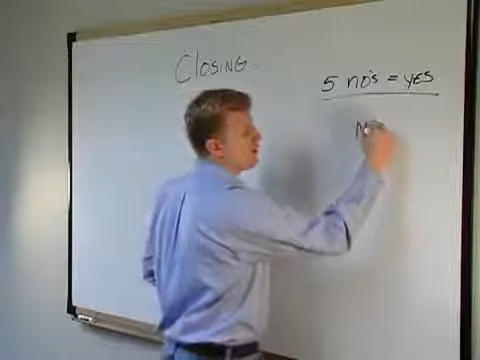 Closing
5 no's = yes